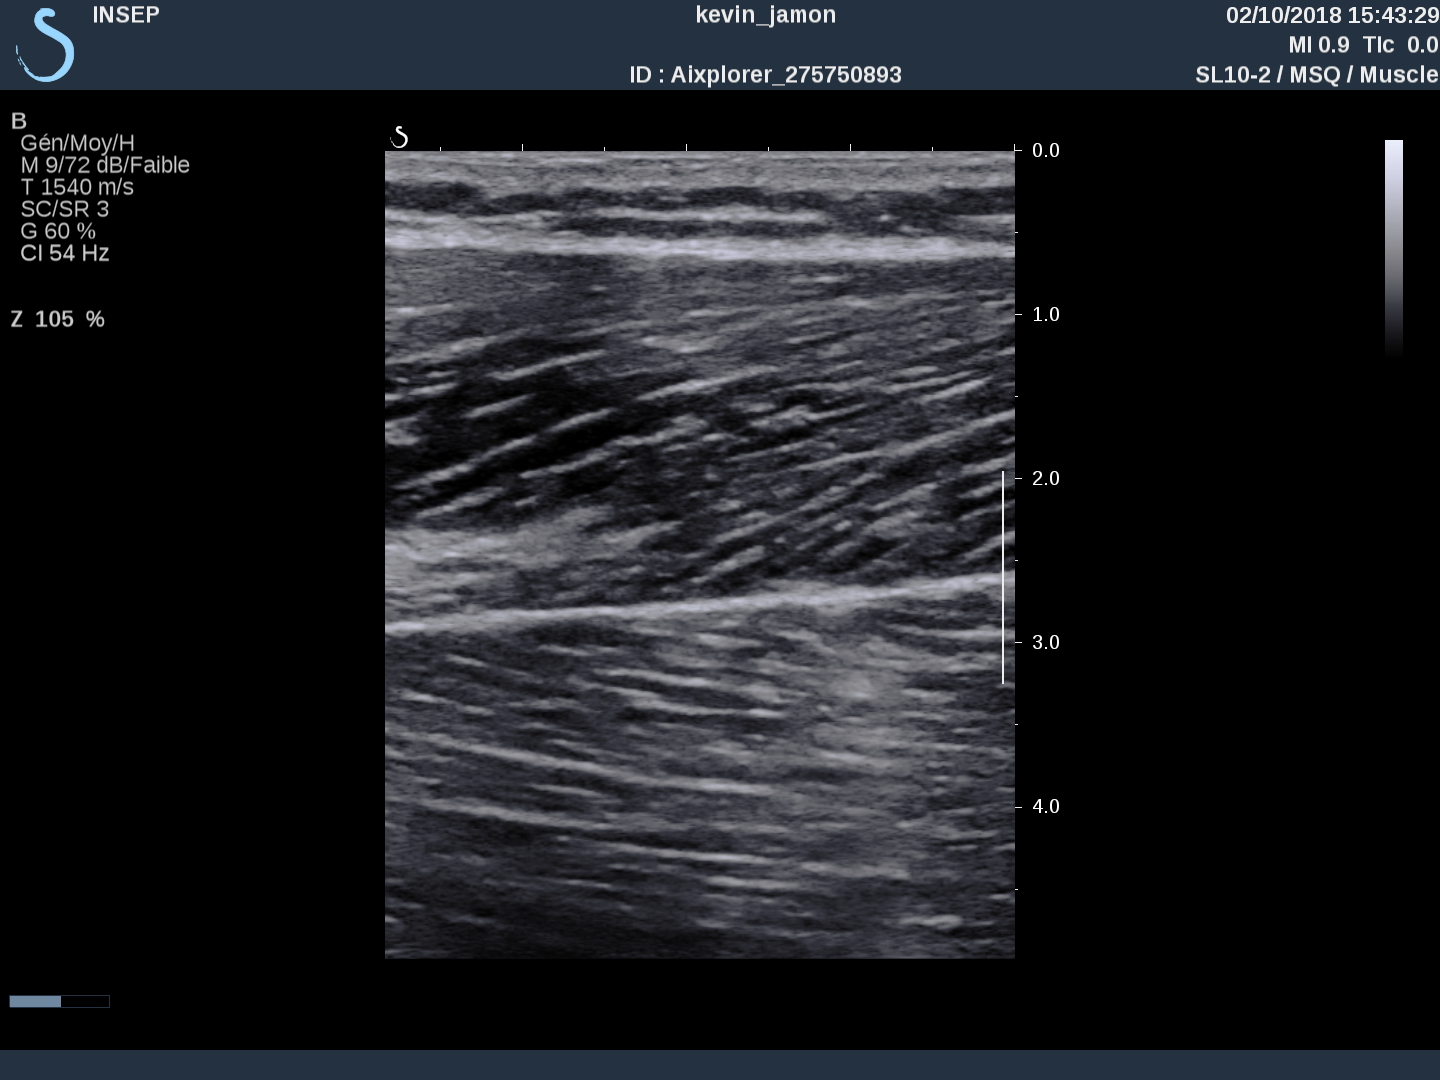 INSEP
kevin_jamon
02/10/2018 15:43:29
MI 0.9 TIc 0.0
ID : Aixplorer_275750893
SL10-2 / MSQ / Muscle
B
Gén/Moy/H
M 9/72 dB/Faible
T 1540 m/s
SC/SR 3
G 60 %
CI 54 Hz
Z 105 %
0.0
1.0
2.0
3.0
4.0